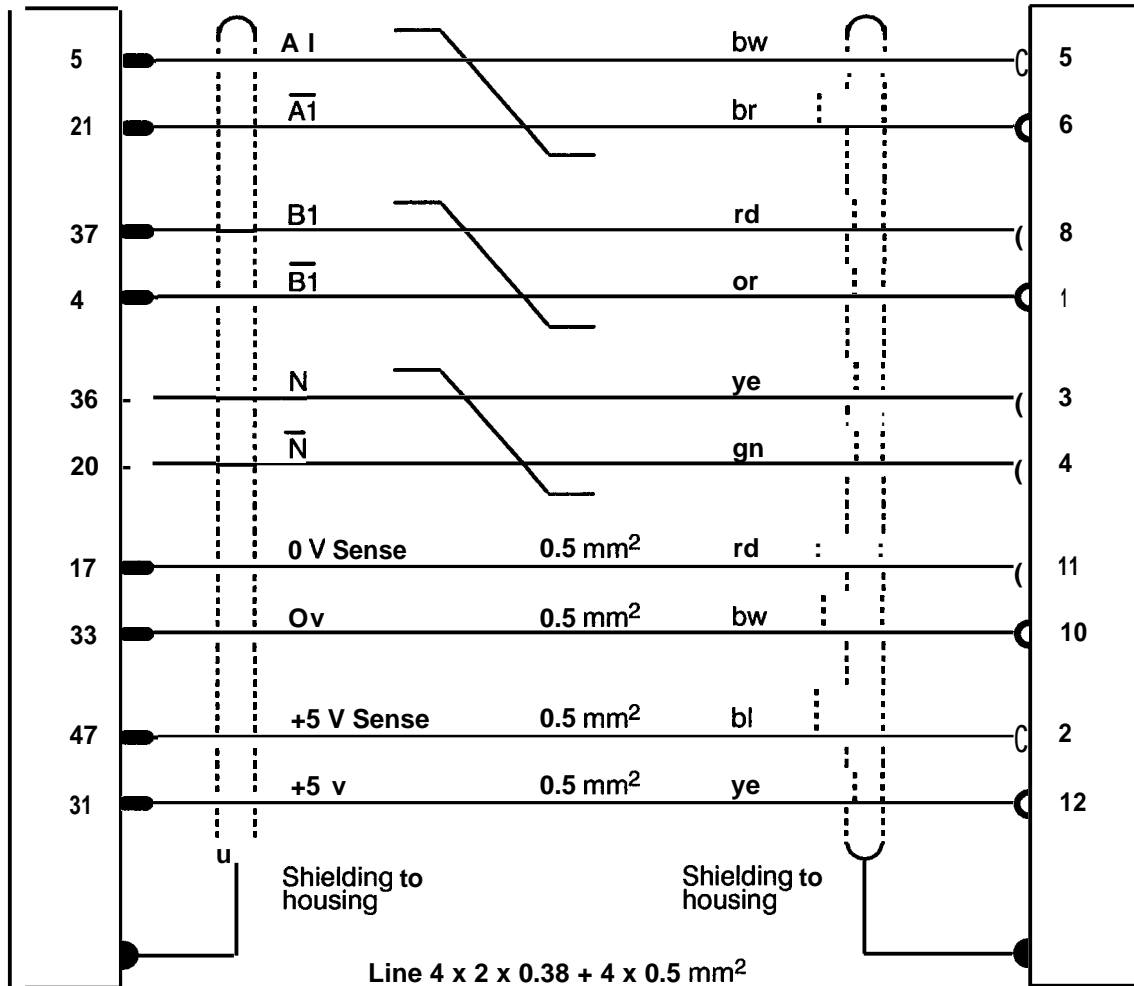 5 A I bw 5
21 A̅1̅ br 6
37 B1 rd 8
4 B̅1̅ or 1
36 N ye 3
20 N̅ gn 4
17 0 V Sense 0.5 mm² rd 11
33 Ov 0.5 mm² bw 10
47 +5 V Sense 0.5 mm² bl 2
31 +5 v 0.5 mm² ye 12
u
Shielding to housing
Shielding to housing
Line 4 x 2 x 0.38 + 4 x 0.5 mm²